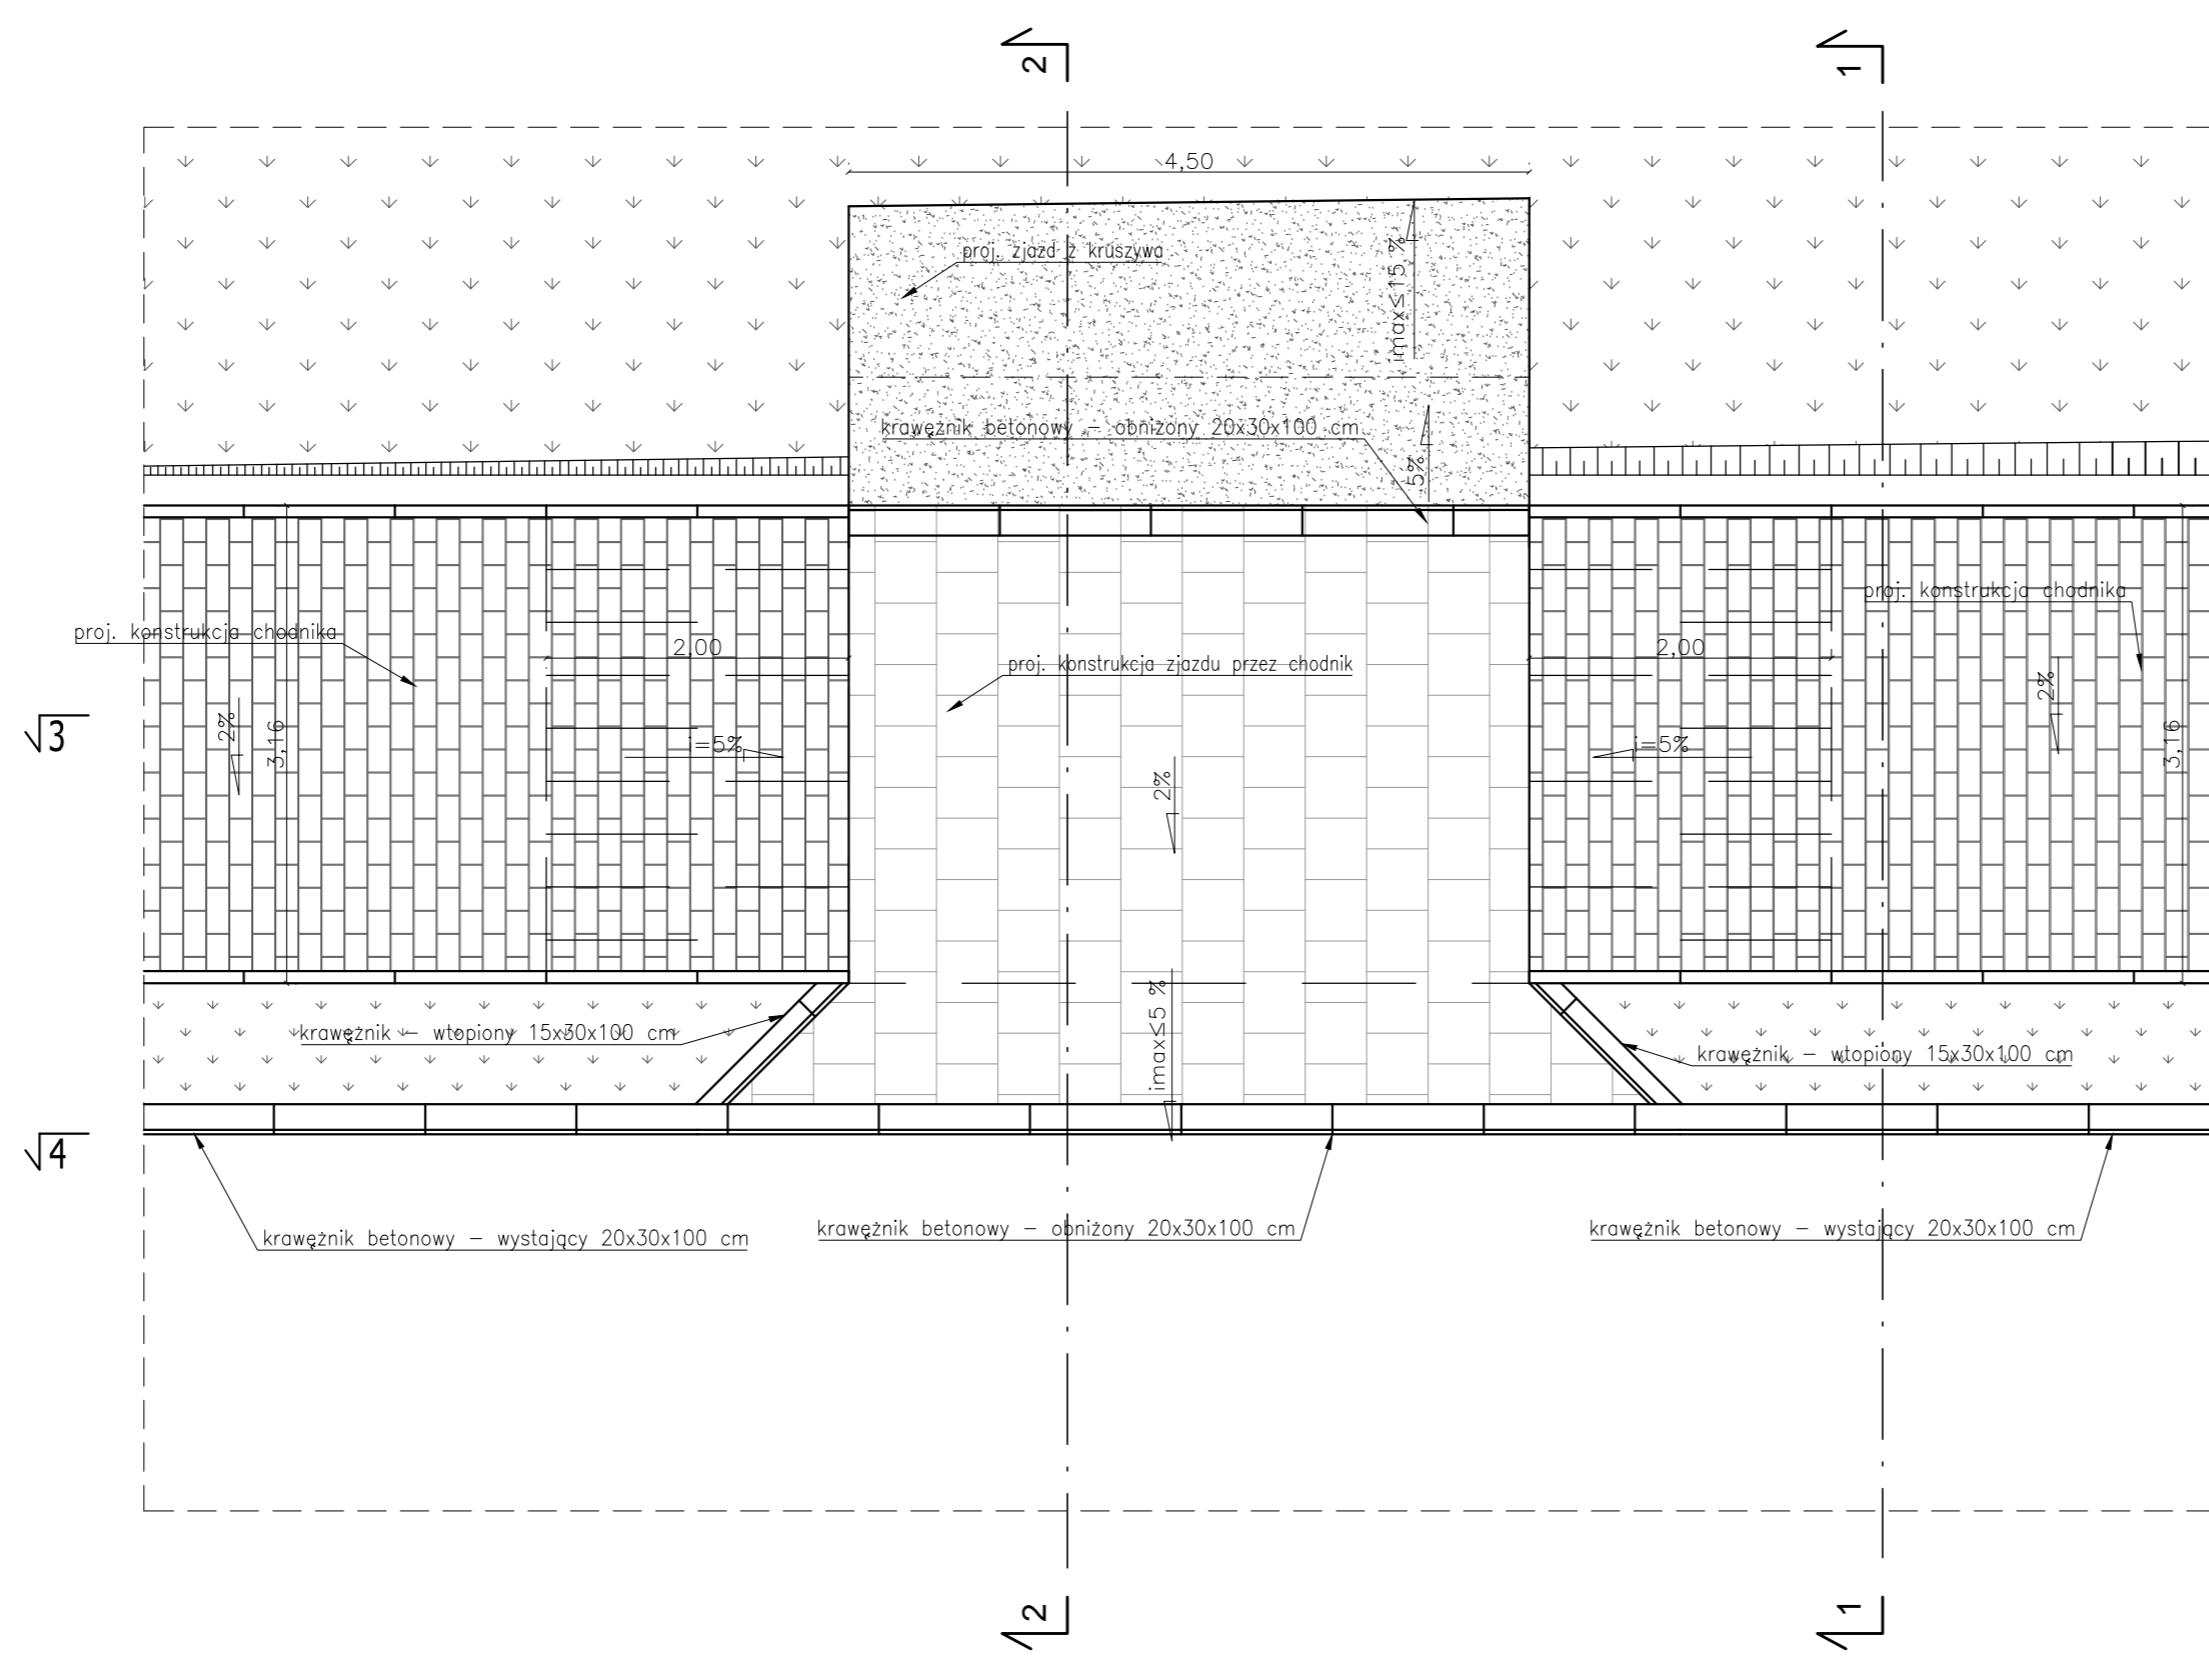 2
1
4,50
proj. zjazd z kruszywa
imax≤15 %
krawężnik betonowy - obniżony 20x30x100 cm
5%
proj. konstrukcja chodnika
proj. konstrukcja chodnika
2,00
2,00
proj. konstrukcja zjazdu przez chodnik
2%
3,16
3
i=5%
i=5%
2%
2%
3,16
imax≤5 %
krawężnik - wtopiony 15x30x100 cm
krawężnik - wtopiony 15x30x100 cm
4
krawężnik betonowy - wystający 20x30x100 cm
krawężnik betonowy - obniżony 20x30x100 cm
krawężnik betonowy - wystający 20x30x100 cm
2
1